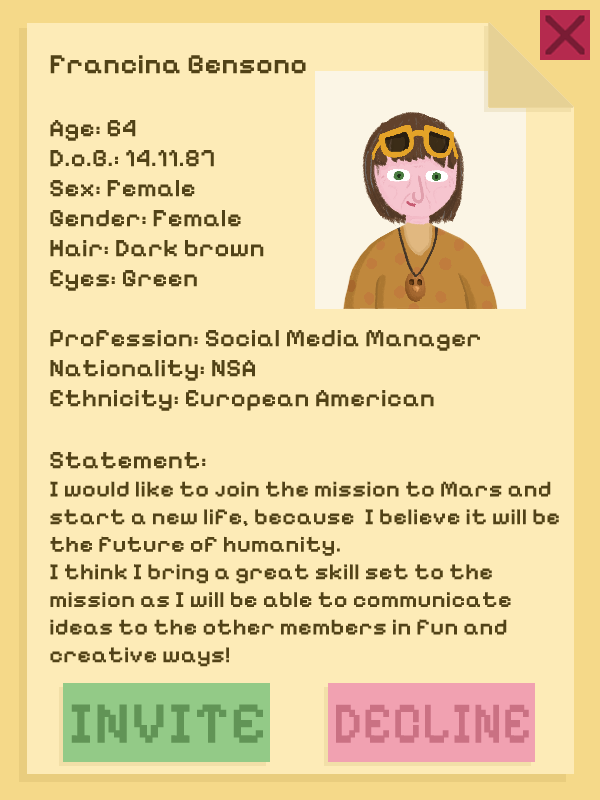 Francina Bensono
Age: 64
D.o.B.: 14.11.87
Sex: Female
Gender: Female
Hair: Dark brown
Eyes: Green
Profession: Social Media Manager
Nationality: NSA
Ethnicity: European American
Statement:
I would like to join the mission to Mars and
start a new life, because I believe it will be
the future of humanity.
I think I bring a great skill set to the
mission as I will be able to communicate
ideas to the other members in fun and
creative ways!
INVITE
DECLINE